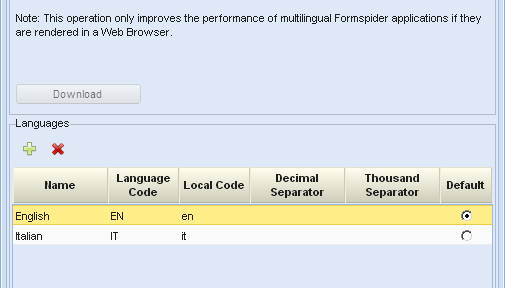 Note: This operation only improves the performance of multilingual Formspider applications if they
are rendered in a Web Browser.
Download
Languages
Name Language Code Local Code Decimal Separator Thousand Separator Default
English EN en
Italian IT it